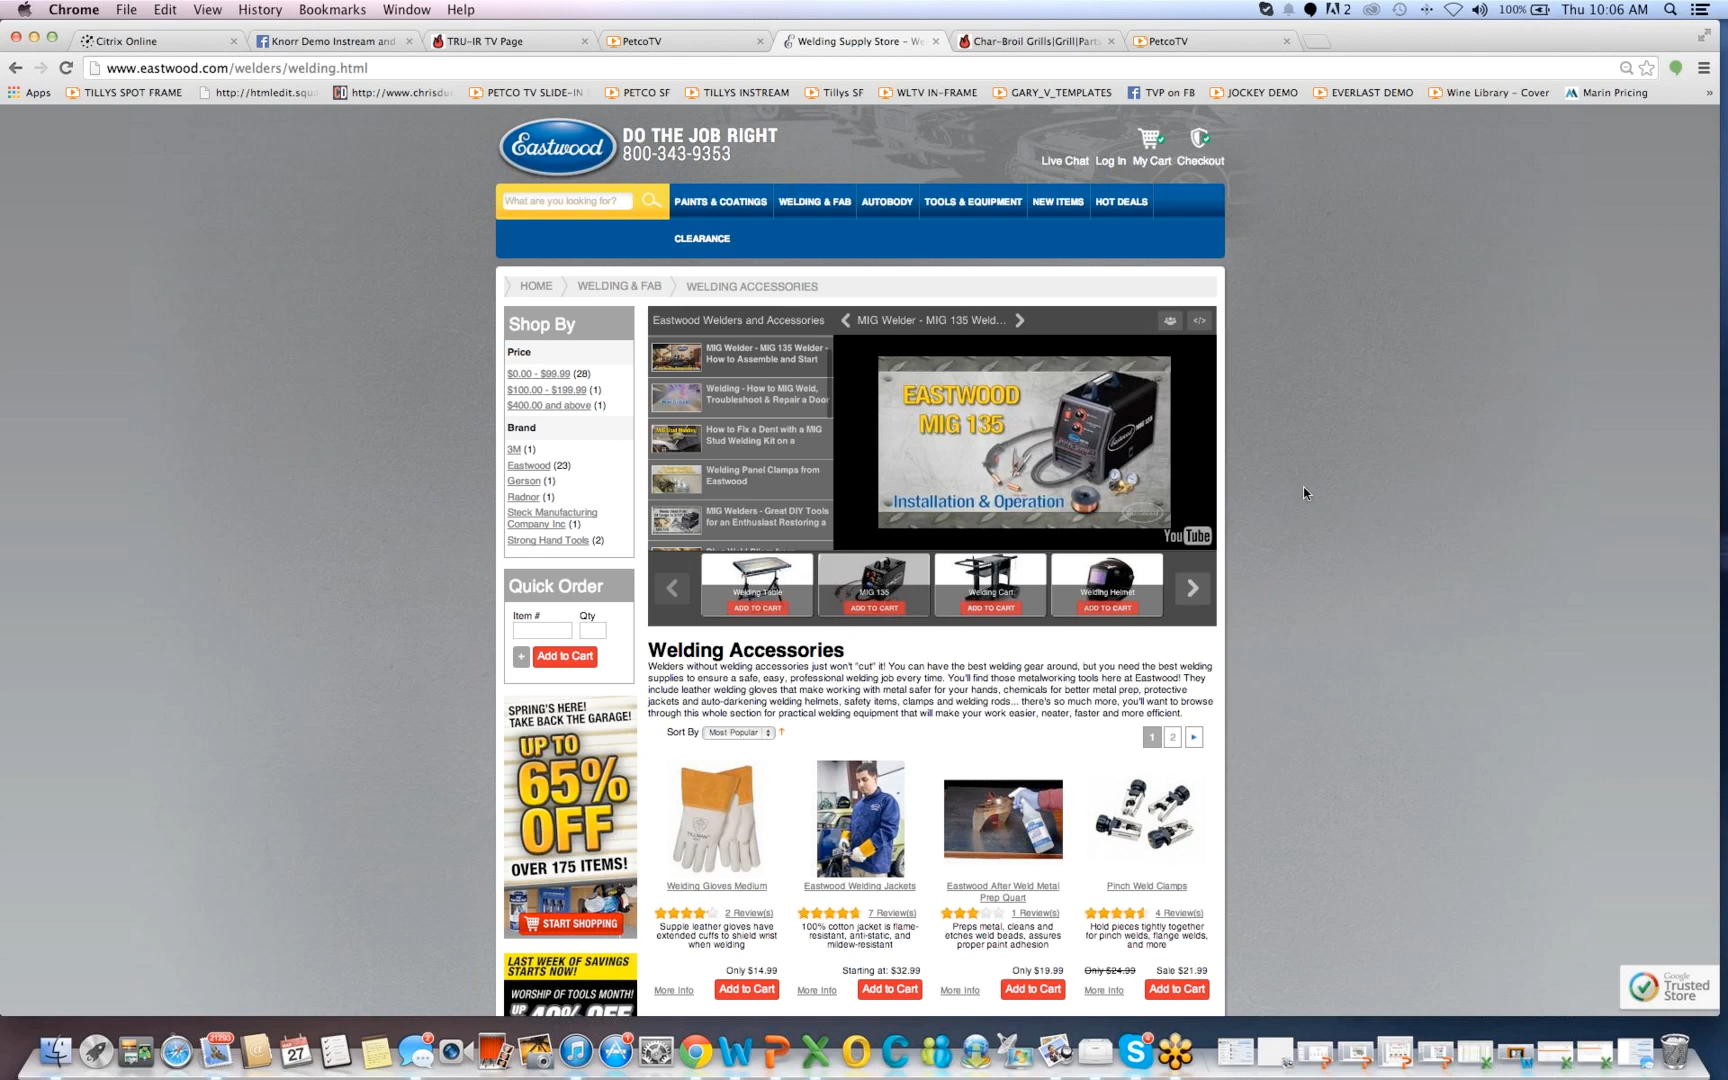 Chrome File Edit View History Bookmarks Window Help
2 100% Thu 10:06 AM
Citrix Online Knorr Demo Instream and TRU-IR TV Page PetcoTV Welding Supply Store – We Char-Broil Grills|Grill|Parts PetcoTV
www.eastwood.com/welders/welding.html
Apps TILLYS SPOT FRAME http://htmledit.squa http://www.chrisdu PETCO TV SLIDE-IN PETCO SF TILLYS INSTREAM Tillys SF WLTV IN-FRAME GARY_V_TEMPLATES TVP on FB JOCKEY DEMO EVERLAST DEMO Wine Library – Cover Marin Pricing »
Eastwood
DO THE JOB RIGHT
800-343-9353
Live Chat Log In My Cart Checkout
What are you looking for?
PAINTS & COATINGS WELDING & FAB AUTOBODY TOOLS & EQUIPMENT NEW ITEMS HOT DEALS
CLEARANCE
HOME WELDING & FAB WELDING ACCESSORIES
Shop By
Price
$0.00 - $99.99 (28)
$100.00 - $199.99 (1)
$400.00 and above (1)
Brand
3M (1)
Eastwood (23)
Gerson (1)
Radnor (1)
Steck Manufacturing
Company Inc (1)
Strong Hand Tools (2)
Quick Order
Item # Qty
+ Add to Cart
SPRING'S HERE!
TAKE BACK THE GARAGE!
UP TO
65%
OFF
OVER 175 ITEMS!
START SHOPPING
LAST WEEK OF SAVINGS
STARTS NOW!
WORSHIP OF TOOLS MONTH!
UP 40% OFF
Eastwood Welders and Accessories MIG Welder - MIG 135 Weld... </>
MIG Welder - MIG 135 Welder -
How to Assemble and Start
Welding - How to MIG Weld,
Troubleshoot & Repair a Door
How to Fix a Dent with a MIG
Stud Welding Kit on a
Welding Panel Clamps from
Eastwood
MIG Welders - Great DIY Tools
for an Enthusiast Restoring a
EASTWOOD
MIG 135
Installation & Operation
YouTube
Welding Table MIG 135 Welding Cart Welding Helmet
ADD TO CART ADD TO CART ADD TO CART ADD TO CART
Welding Accessories
Welders without welding accessories just won't "cut" it! You can have the best welding gear around, but you need the best welding
supplies to ensure a safe, easy, professional welding job every time. You'll find those metalworking tools here at Eastwood! They
include leather welding gloves that make working with metal safer for your hands, chemicals for better metal prep, protective
jackets and auto-darkening welding helmets, safety items, clamps and welding rods... there's so much more, you'll want to browse
through this whole section for practical welding equipment that will make your work easier, neater, faster and more efficient.
Sort By Most Popular 1 2
Welding Gloves Medium
2 Review(s)
Supple leather gloves have
extended cuffs to shield wrist
when welding
Only $14.99
More Info Add to Cart
Eastwood Welding Jackets
7 Review(s)
100% cotton jacket is flame-
resistant, anti-static, and
mildew-resistant
Starting at: $32.99
More Info Add to Cart
Eastwood After Weld Metal
Prep Quart
1 Review(s)
Preps metal, cleans and
etches weld beads, assures
proper paint adhesion
Only $19.99
More Info Add to Cart
Pinch Weld Clamps
4 Review(s)
Hold pieces tightly together
for pinch welds, flange welds,
and more
Only $24.99 Sale $21.99
More Info Add to Cart
Google
Trusted
Store
21293
27